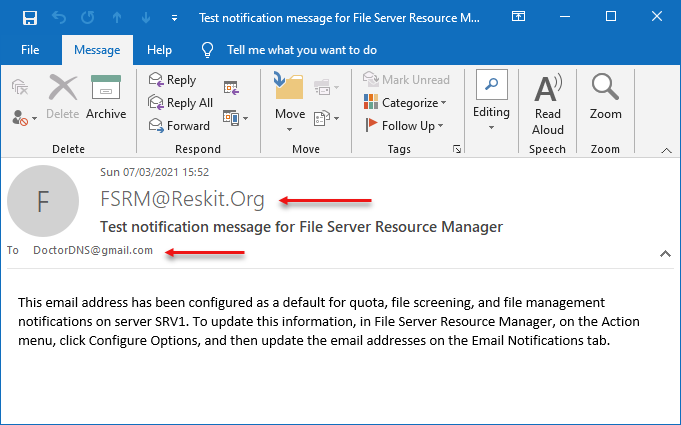 Test notification message for File Server Resource M...
File Message Help Tell me what you want to do
Delete Archive
Delete
Reply
Reply All
Forward
Respond
Move
Move
Mark Unread
Categorize
Follow Up
Tags
Editing
Read Aloud
Speech
Zoom
Zoom
F
Sun 07/03/2021 15:52
FSRM@Reskit.Org
Test notification message for File Server Resource Manager
To DoctorDNS@gmail.com
This email address has been configured as a default for quota, file screening, and file management
notifications on server SRV1. To update this information, in File Server Resource Manager, on the Action
menu, click Configure Options, and then update the email addresses on the Email Notifications tab.